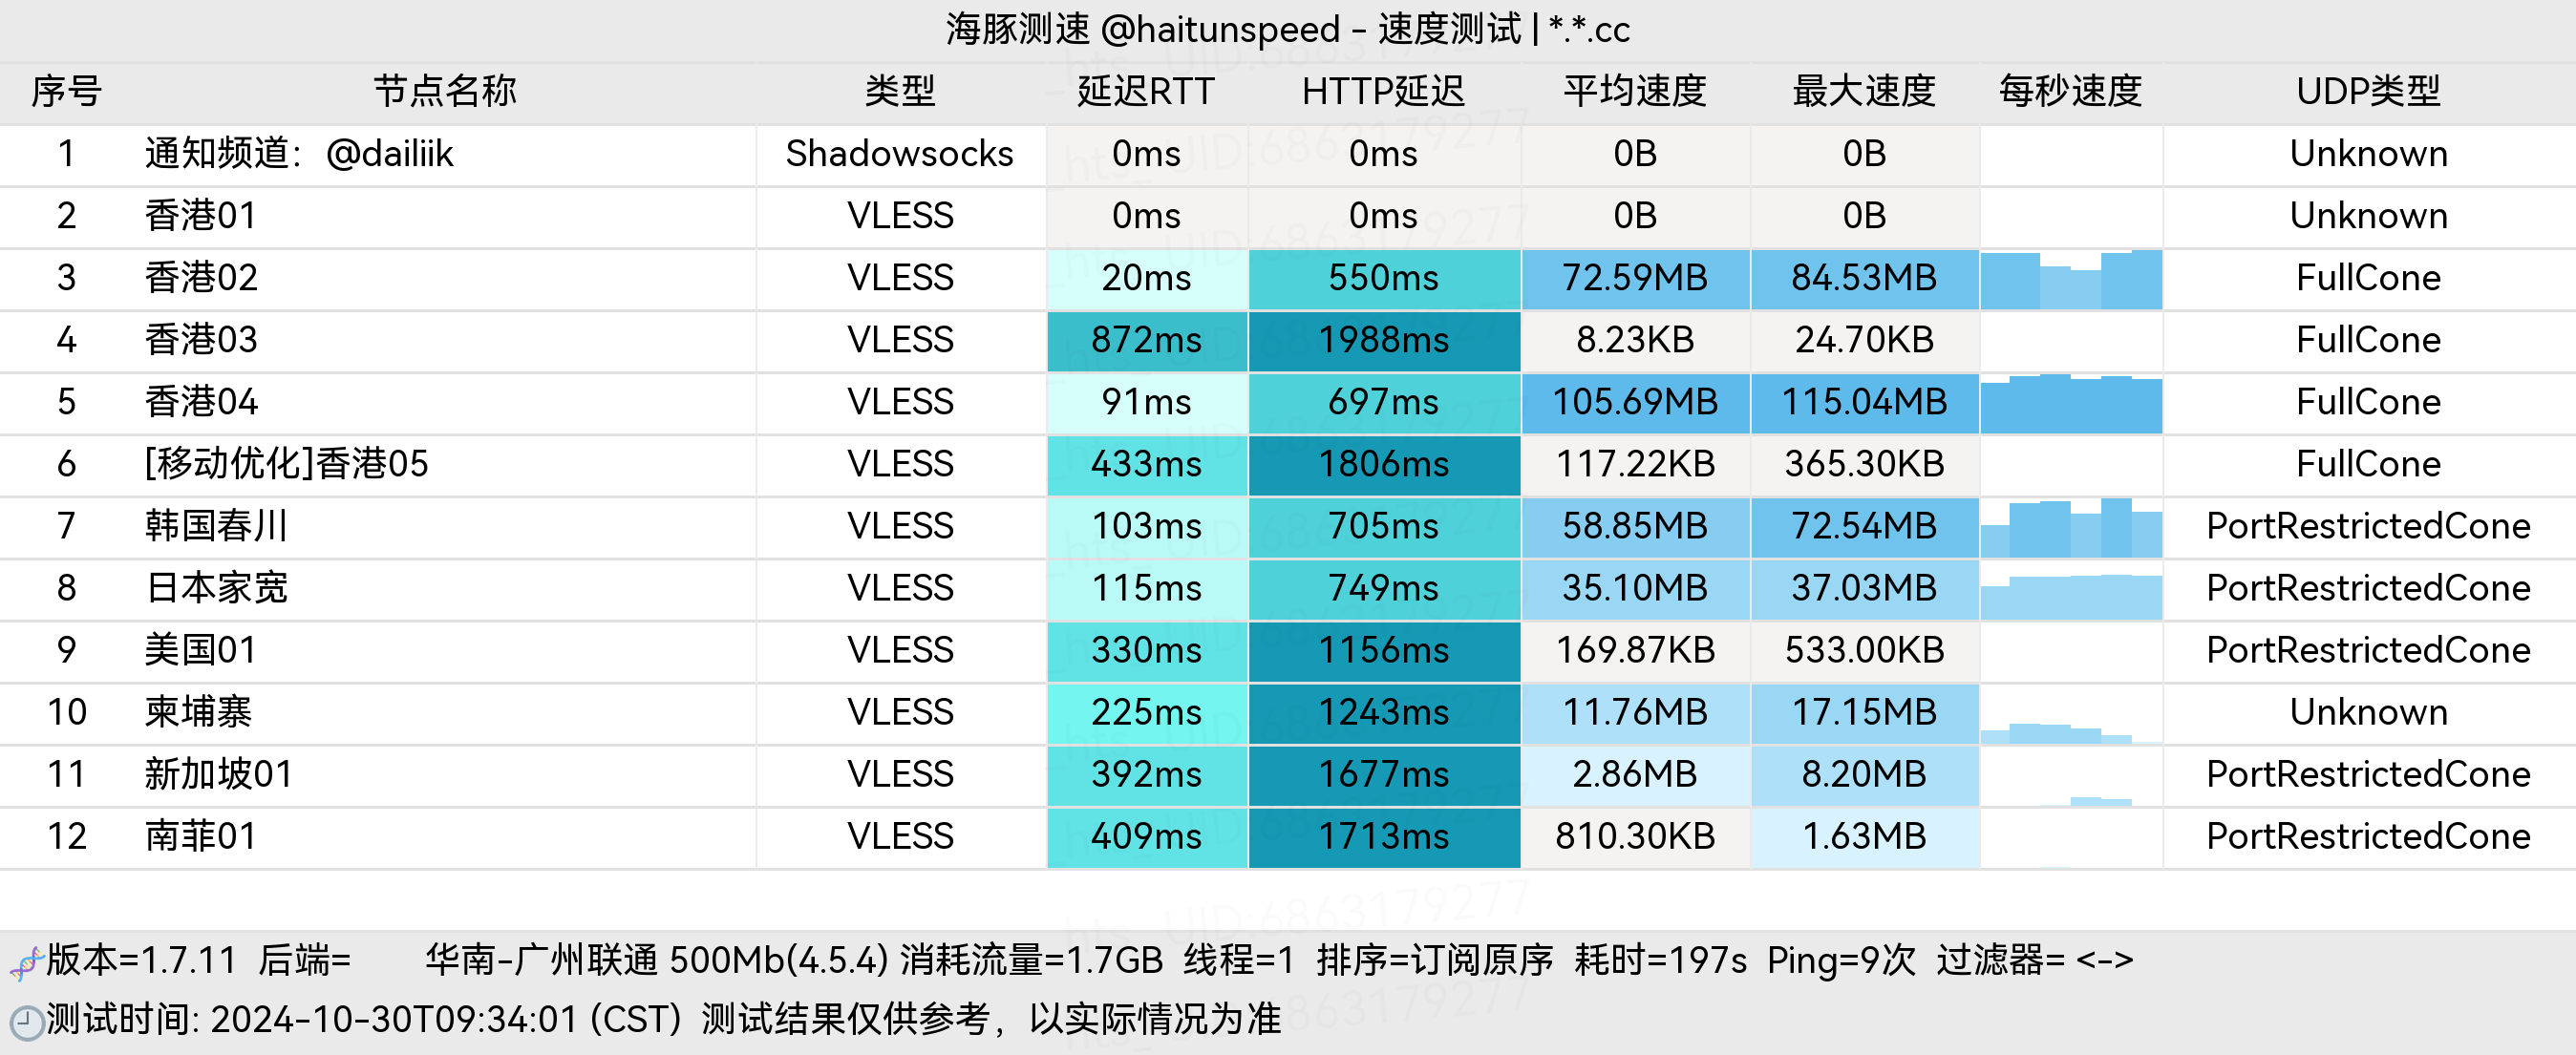 海豚测速 @haitunspeed - 速度测试 | *.*.cc
序号 节点名称 类型 延迟RTT HTTP延迟 平均速度 最大速度 每秒速度 UDP类型
1 通知频道：@dailiik Shadowsocks 0ms 0ms 0B 0B Unknown
2 香港01 VLESS 0ms 0ms 0B 0B Unknown
3 香港02 VLESS 20ms 550ms 72.59MB 84.53MB FullCone
4 香港03 VLESS 872ms 1988ms 8.23KB 24.70KB FullCone
5 香港04 VLESS 91ms 697ms 105.69MB 115.04MB FullCone
6 [移动优化]香港05 VLESS 433ms 1806ms 117.22KB 365.30KB FullCone
7 韩国春川 VLESS 103ms 705ms 58.85MB 72.54MB PortRestrictedCone
8 日本家宽 VLESS 115ms 749ms 35.10MB 37.03MB PortRestrictedCone
9 美国01 VLESS 330ms 1156ms 169.87KB 533.00KB PortRestrictedCone
10 柬埔寨 VLESS 225ms 1243ms 11.76MB 17.15MB Unknown
11 新加坡01 VLESS 392ms 1677ms 2.86MB 8.20MB PortRestrictedCone
12 南菲01 VLESS 409ms 1713ms 810.30KB 1.63MB PortRestrictedCone
_hts_ UID:6863179277
版本=1.7.11 后端= 华南-广州联通 500Mb(4.5.4) 消耗流量=1.7GB 线程=1 排序=订阅原序 耗时=197s Ping=9次 过滤器= <->
测试时间: 2024-10-30T09:34:01 (CST) 测试结果仅供参考，以实际情况为准